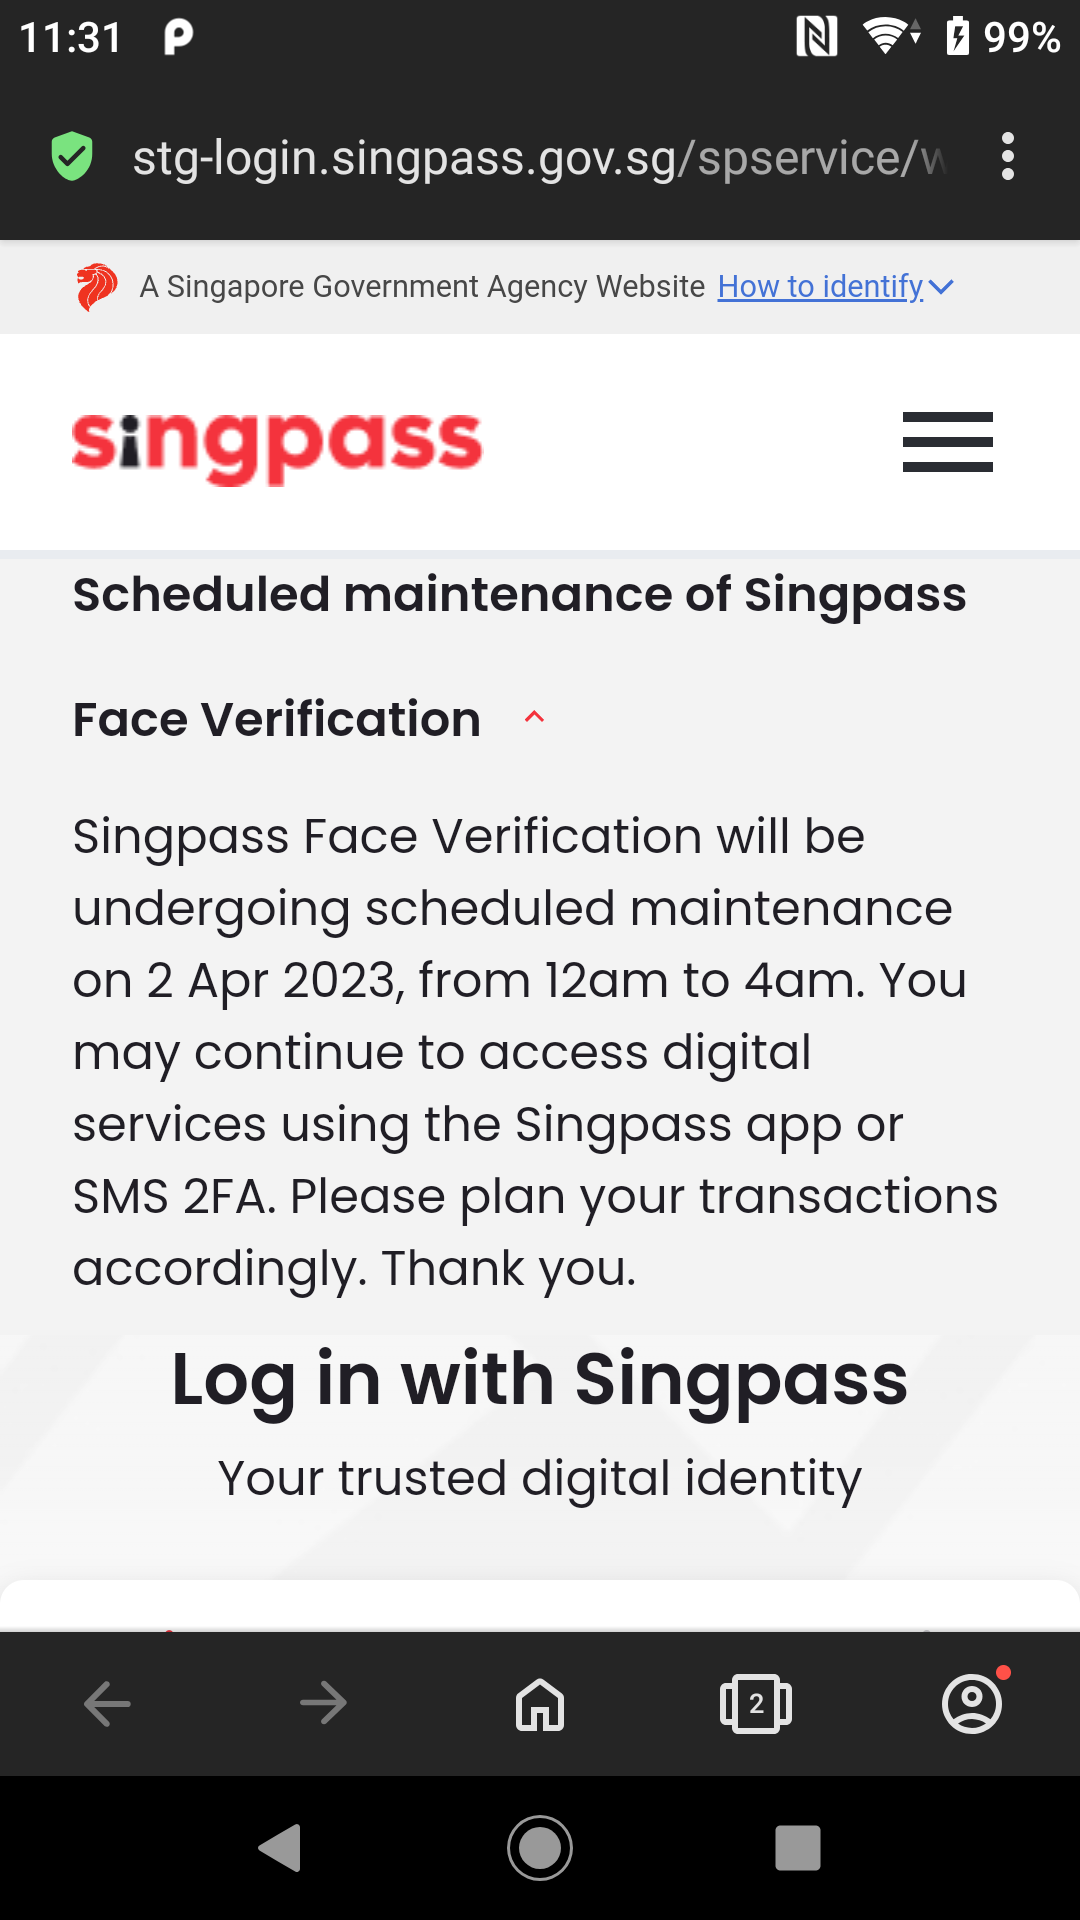 11:31
99%
stg-login.singpass.gov.sg/spservice/w
A Singapore Government Agency Website How to identify
singpass
Scheduled maintenance of Singpass
Face Verification
Singpass Face Verification will be
undergoing scheduled maintenance
on 2 Apr 2023, from 12am to 4am. You
may continue to access digital
services using the Singpass app or
SMS 2FA. Please plan your transactions
accordingly. Thank you.
Log in with Singpass
Your trusted digital identity
2